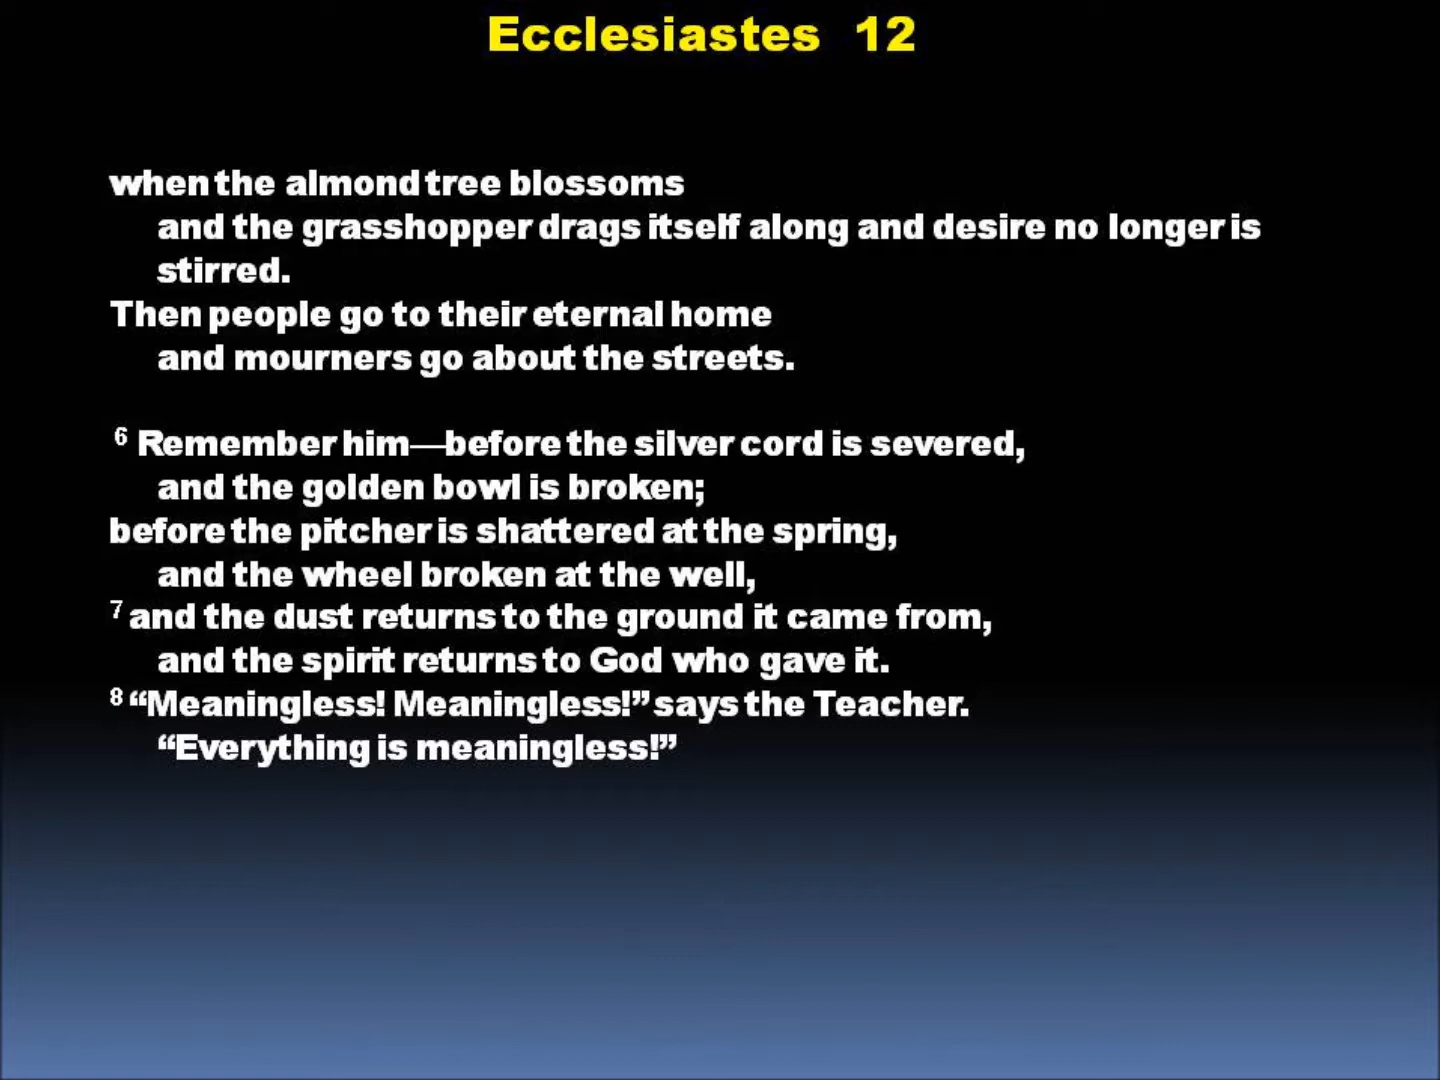 Ecclesiastes 12
when the almond tree blossoms
and the grasshopper drags itself along and desire no longer is
stirred.
Then people go to their eternal home
and mourners go about the streets.
6 Remember him—before the silver cord is severed,
and the golden bowl is broken;
before the pitcher is shattered at the spring,
and the wheel broken at the well,
7 and the dust returns to the ground it came from,
and the spirit returns to God who gave it.
8 “Meaningless! Meaningless!” says the Teacher.
“Everything is meaningless!”